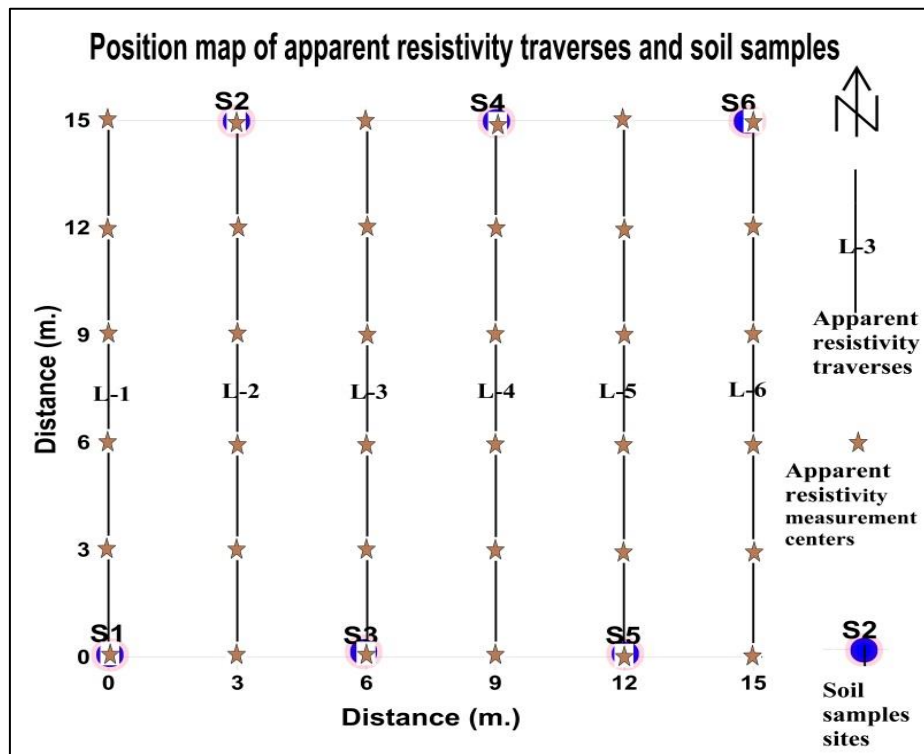 Position map of apparent resistivity traverses and soil samples
N
S2
S4
S6
15
12
L-3
Apparent
resistivity
traverses
9
L-1
L-2
L-3
L-4
L-5
L-6
Distance (m.)
6
Apparent
resistivity
measurement
centers
3
S1
S3
S5
S2
0
0
3
6
9
12
15
Distance (m.)
Soil
samples
sites